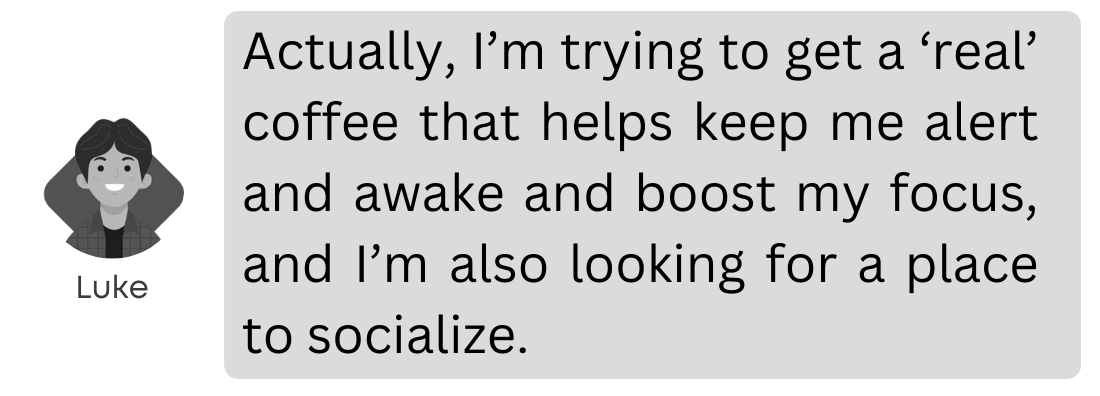 Actually, I’m trying to get a ‘real’
coffee that helps keep me alert
and awake and boost my focus,
and I’m also looking for a place
to socialize.
Luke